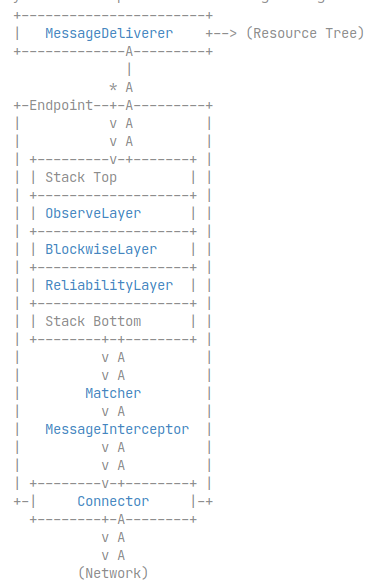 +-----------------------+
|   MessageDeliverer    +--> (Resource Tree)
+-------------A---------+
              |
            * A
+-Endpoint--+-A---------+
|           v A         |
|           v A         |
| +---------v-+-------+ |
| | Stack Top         | |
| +-------------------+ |
| | ObserveLayer      | |
| +-------------------+ |
| | BlockwiseLayer    | |
| +-------------------+ |
| | ReliabilityLayer  | |
| +-------------------+ |
| | Stack Bottom      | |
| +--------+-+--------+ |
|          v A          |
|          v A          |
|        Matcher        |
|          v A          |
|   MessageInterceptor  |
|          v A          |
|          v A          |
| +--------v-+--------+ |
+-|     Connector     |-+
  +--------+-A--------+
           v A
           v A
        (Network)